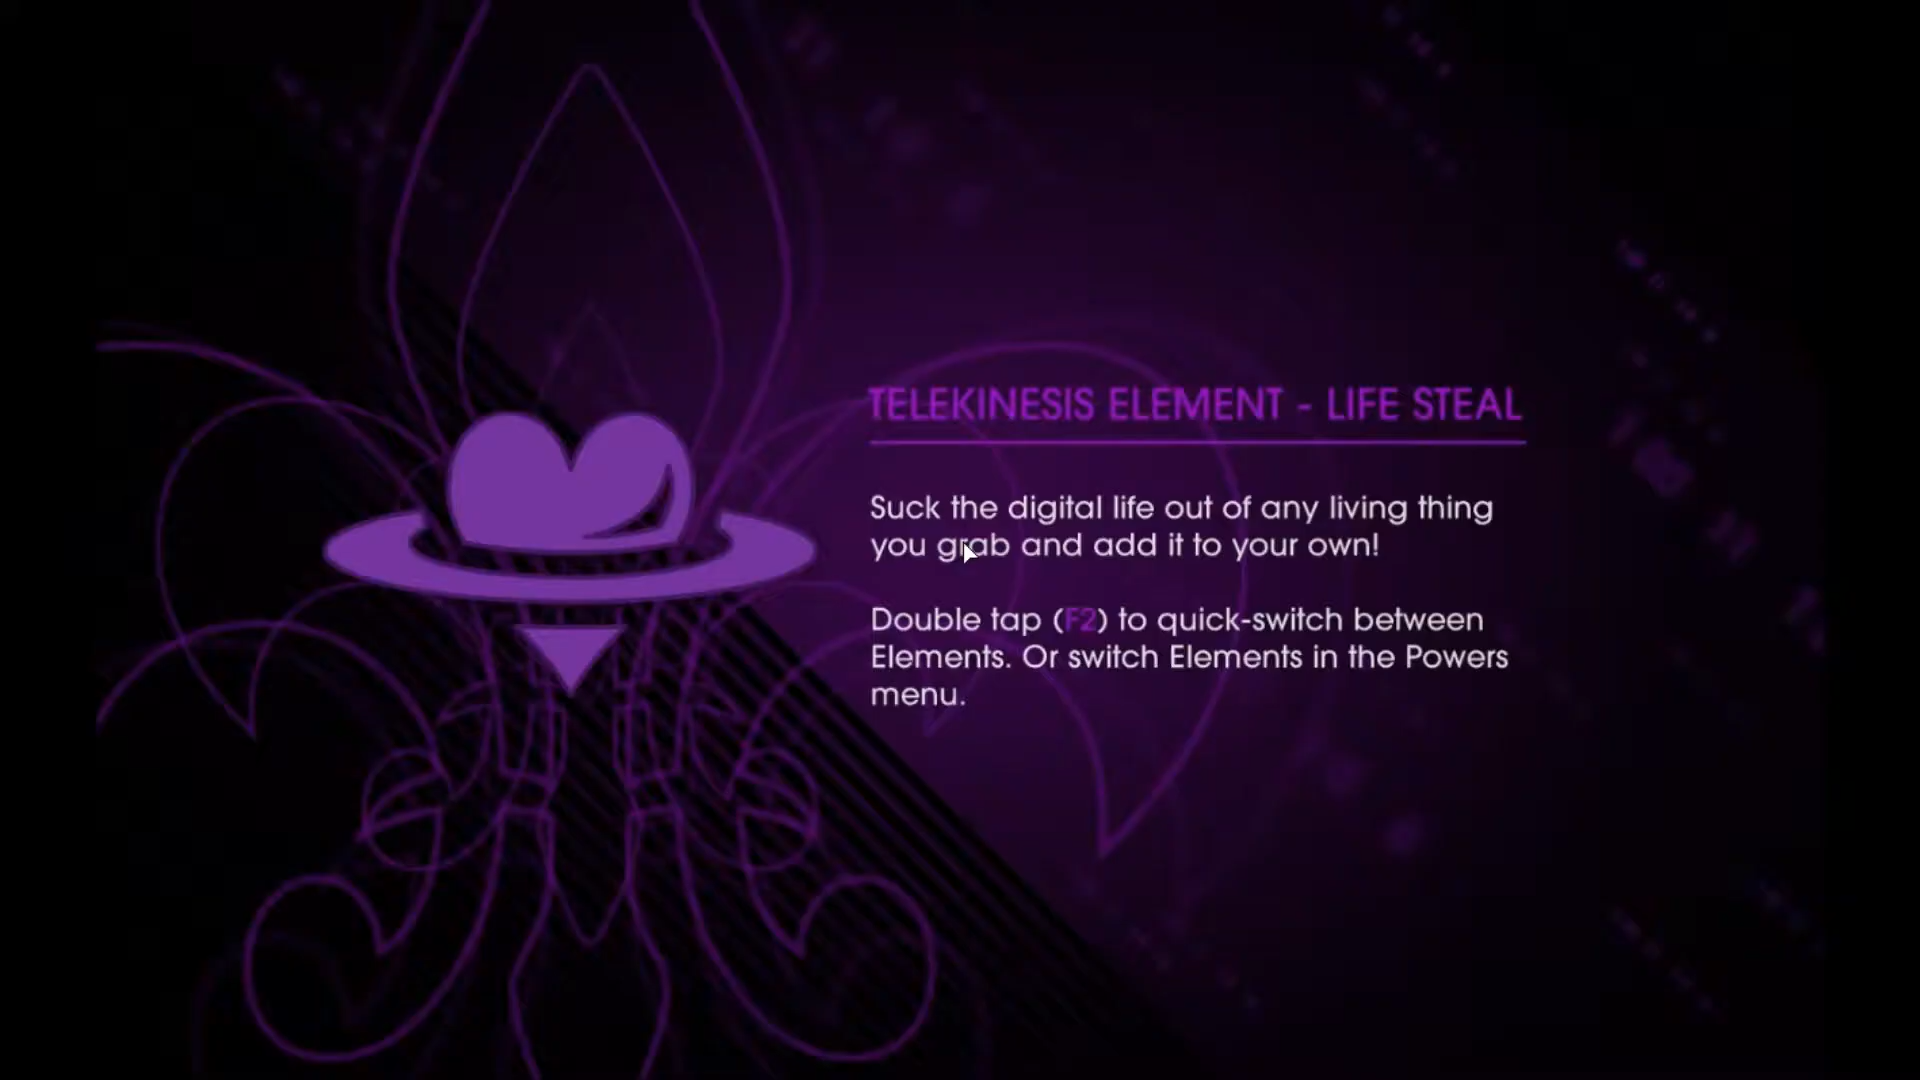 TELEKINESIS ELEMENT - LIFE STEAL
Suck the digital life out of any living thing
you grab and add it to your own!
Double tap (F2) to quick-switch between
Elements. Or switch Elements in the Powers
menu.